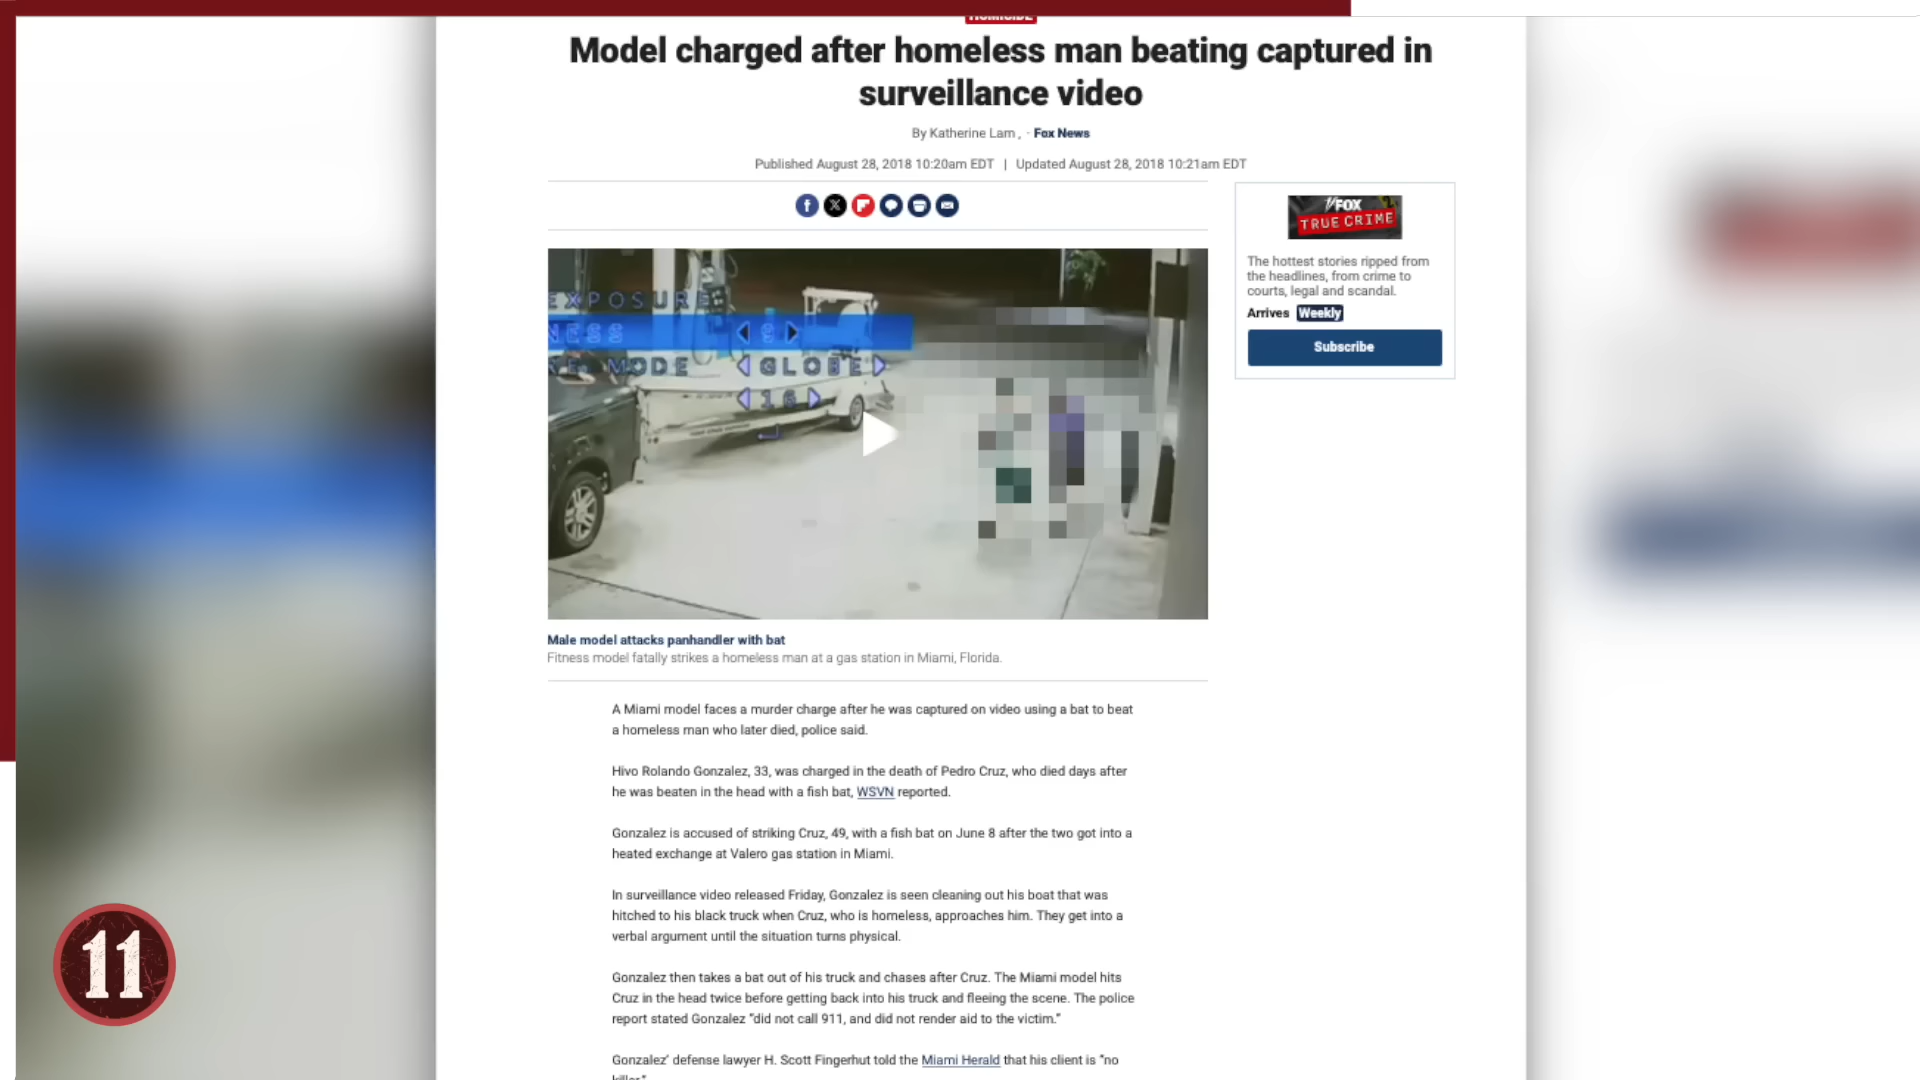 HOMICIDE
Model charged after homeless man beating captured in
surveillance video
By Katherine Lam , · Fox News
Published August 28, 2018 10:20am EDT | Updated August 28, 2018 10:21am EDT
FOX
TRUE CRIME
The hottest stories ripped from
the headlines, from crime to
courts, legal and scandal.
Arrives Weekly
Subscribe
EXPOSURE
NESS
MODE GLOBE
16
Male model attacks panhandler with bat
Fitness model fatally strikes a homeless man at a gas station in Miami, Florida.
A Miami model faces a murder charge after he was captured on video using a bat to beat
a homeless man who later died, police said.
Hivo Rolando Gonzalez, 33, was charged in the death of Pedro Cruz, who died days after
he was beaten in the head with a fish bat, WSVN reported.
Gonzalez is accused of striking Cruz, 49, with a fish bat on June 8 after the two got into a
heated exchange at Valero gas station in Miami.
In surveillance video released Friday, Gonzalez is seen cleaning out his boat that was
hitched to his black truck when Cruz, who is homeless, approaches him. They get into a
verbal argument until the situation turns physical.
Gonzalez then takes a bat out of his truck and chases after Cruz. The Miami model hits
Cruz in the head twice before getting back into his truck and fleeing the scene. The police
report stated Gonzalez “did not call 911, and did not render aid to the victim.”
Gonzalez’ defense lawyer H. Scott Fingerhut told the Miami Herald that his client is “no
killer.”
11